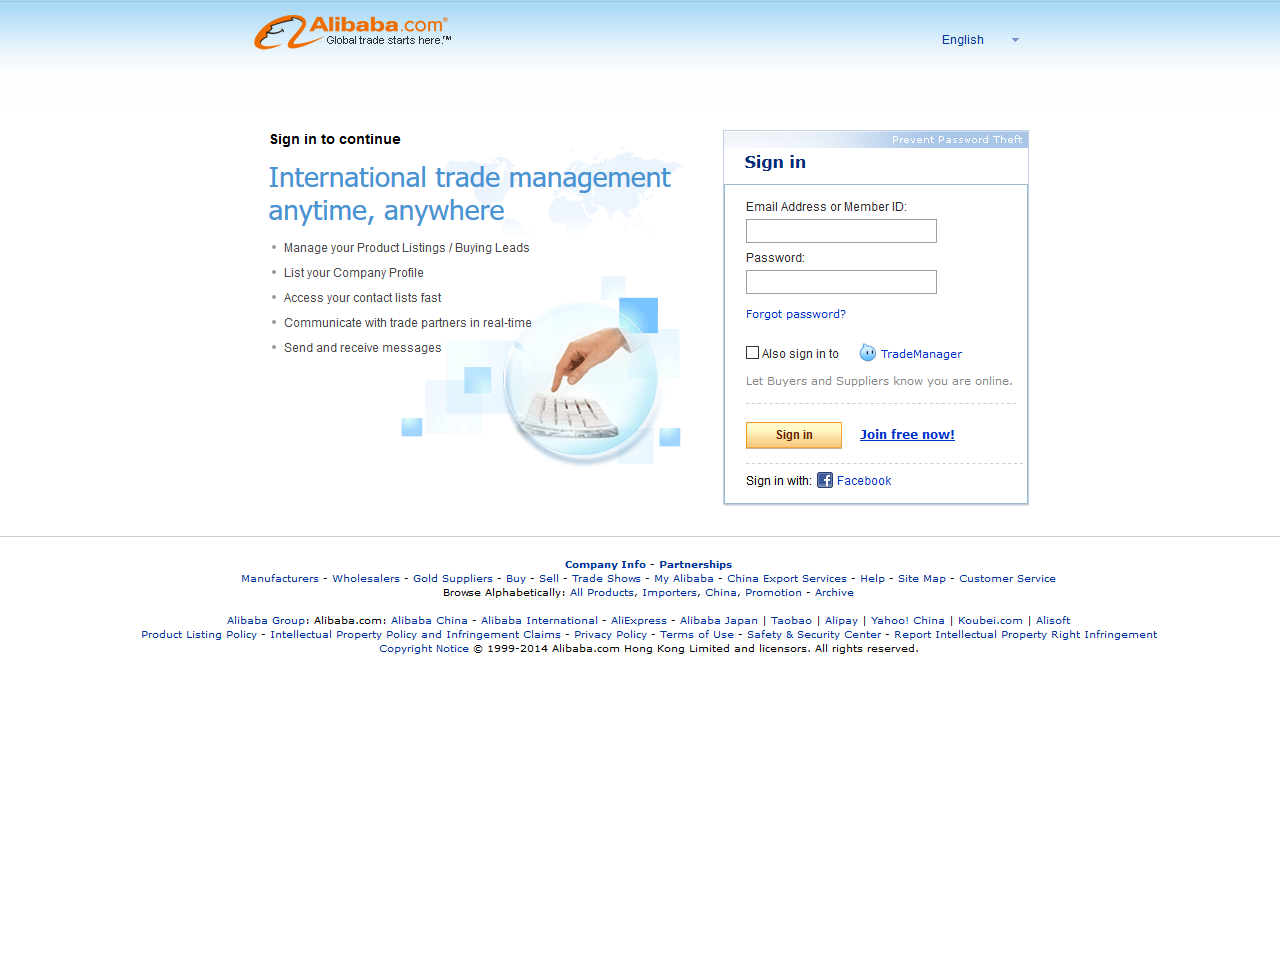 Alibaba.com®
Global trade starts here.™
English
Sign in to continue
International trade management
anytime, anywhere
Manage your Product Listings / Buying Leads
List your Company Profile
Access your contact lists fast
Communicate with trade partners in real-time
Send and receive messages
Prevent Password Theft
Sign in
Email Address or Member ID:
Password:
Forgot password?
Also sign in to TradeManager
Let Buyers and Suppliers know you are online.
Sign in Join free now!
Sign in with: Facebook
Company Info - Partnerships
Manufacturers - Wholesalers - Gold Suppliers - Buy - Sell - Trade Shows - My Alibaba - China Export Services - Help - Site Map - Customer Service
Browse Alphabetically: All Products, Importers, China, Promotion - Archive
Alibaba Group: Alibaba.com: Alibaba China - Alibaba International - AliExpress - Alibaba Japan | Taobao | Alipay | Yahoo! China | Koubei.com | Alisoft
Product Listing Policy - Intellectual Property Policy and Infringement Claims - Privacy Policy - Terms of Use - Safety & Security Center - Report Intellectual Property Right Infringement
Copyright Notice © 1999-2014 Alibaba.com Hong Kong Limited and licensors. All rights reserved.